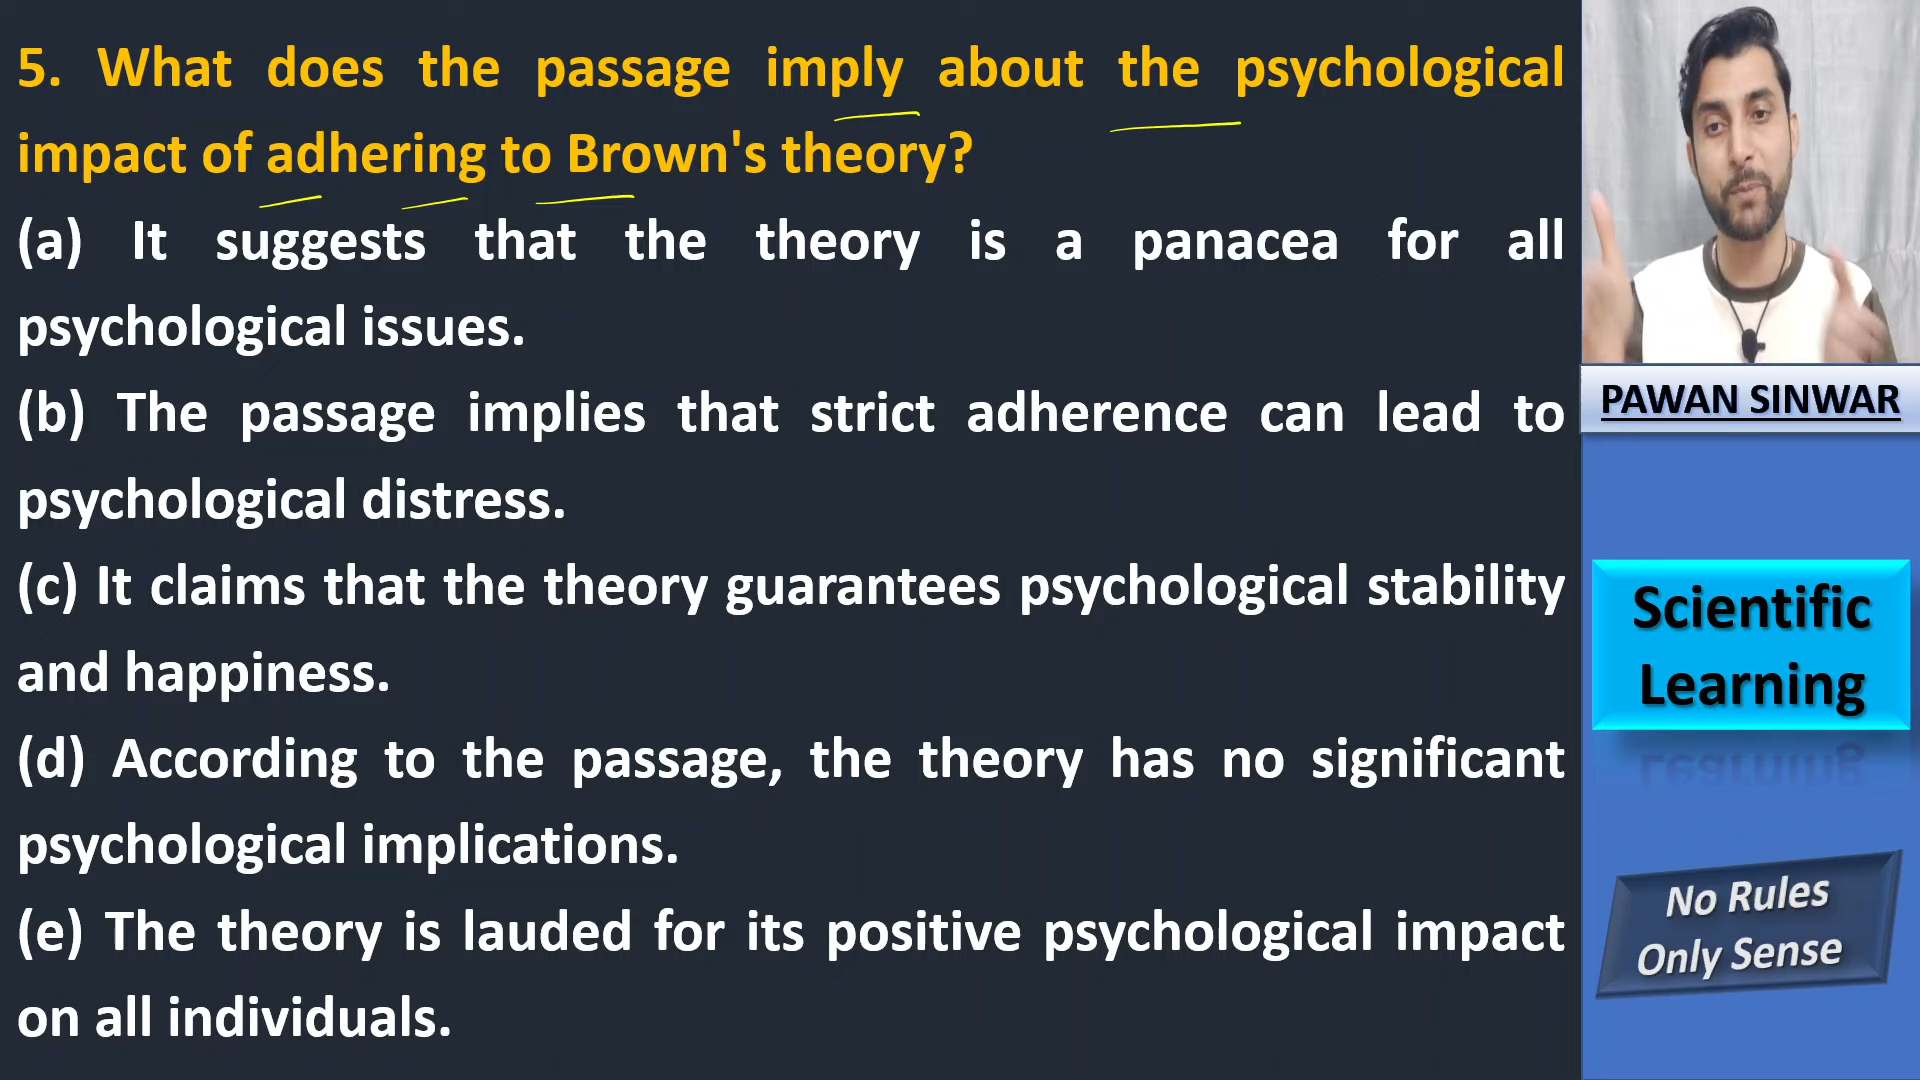 5. What does the passage imply about the psychological
impact of adhering to Brown's theory?
(a) It suggests that the theory is a panacea for all
psychological issues.
(b) The passage implies that strict adherence can lead to
psychological distress.
(c) It claims that the theory guarantees psychological stability
and happiness.
(d) According to the passage, the theory has no significant
psychological implications.
(e) The theory is lauded for its positive psychological impact
on all individuals.
PAWAN SINWAR
Scientific
Learning
No Rules
Only Sense